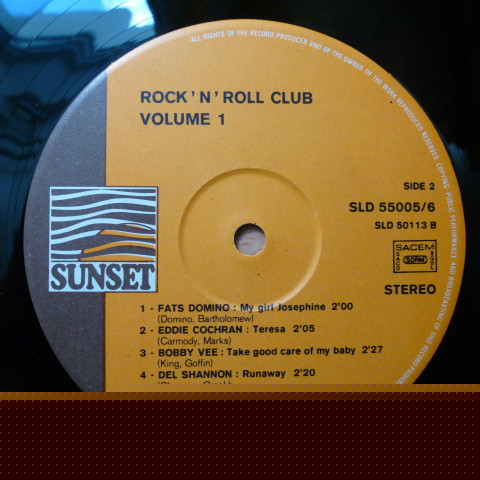 ALL RIGHTS OF THE RECORD PRODUCER AND OF THE OWNER OF THE WORK REPRODUCED RESERVED COPYING PUBLIC PERFORMANCE AND BROADCASTING OF THIS RECORD
ROCK'N'ROLL CLUB
VOLUME 1
SIDE 2
SLD 55005/6
SLD 50113 B
SACEM
SDRM
SACD
SGDL
STEREO
SUNSET
1 - FATS DOMINO : My girl Josephine 2'00
(Domino, Bartholomew)
2 - EDDIE COCHRAN : Teresa 2'05
(Carmody, Marks)
3 - BOBBY VEE : Take good care of my baby 2'27
(King, Goffin)
4 - DEL SHANNON : Runaway 2'20